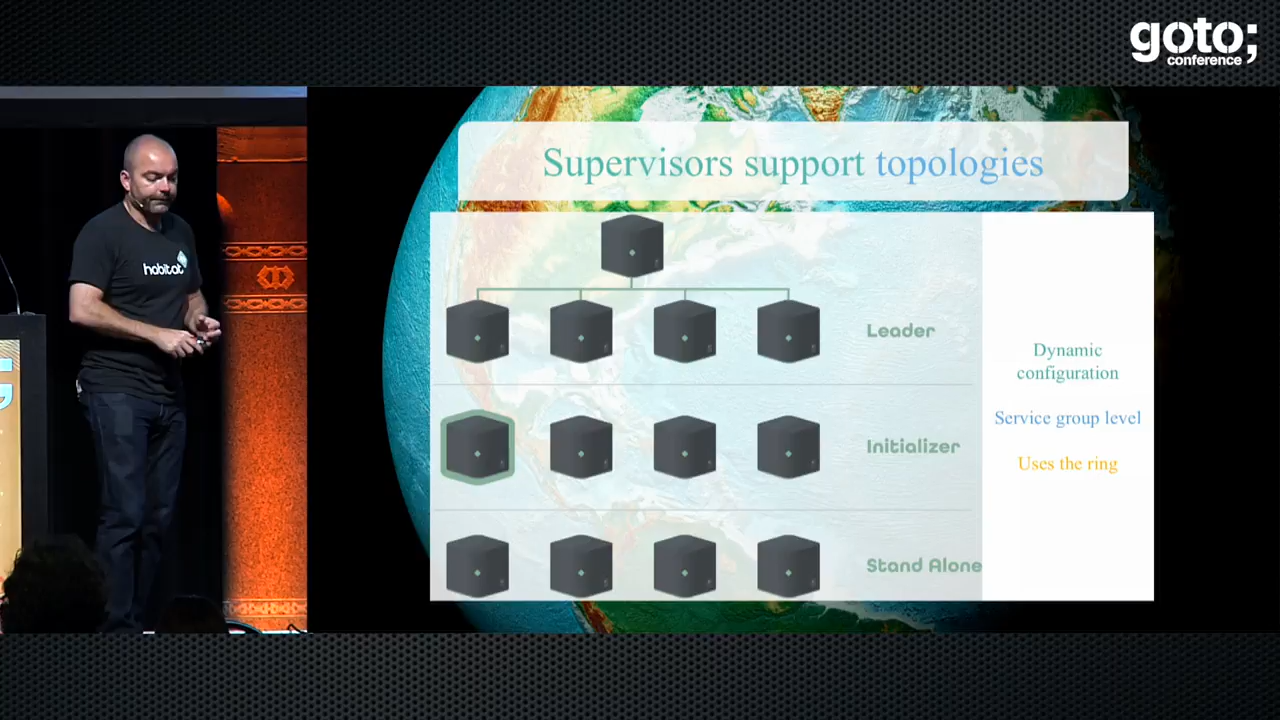 goto;
conference
habitat
Supervisors support topologies
Leader
Initializer
Stand Alone
Dynamic
configuration
Service group level
Uses the ring